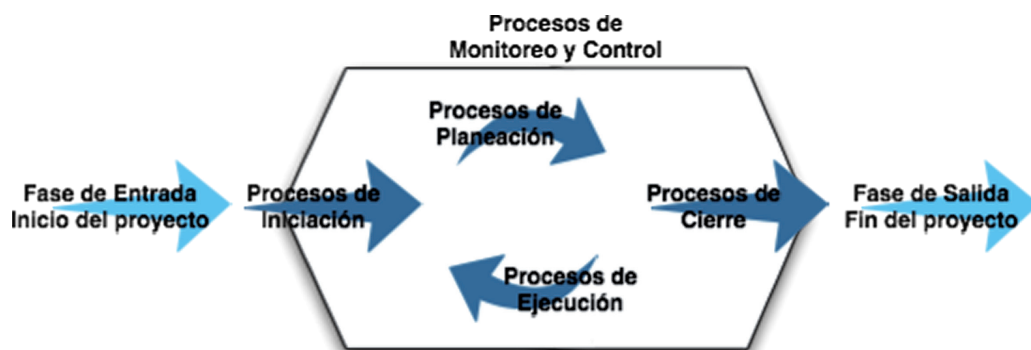 Procesos de
Monitoreo y Control
Procesos de
Planeación
Fase de Entrada
Inicio del proyecto
Procesos de
Iniciación
Procesos de
Cierre
Fase de Salida
Fin del proyecto
Procesos de
Ejecución